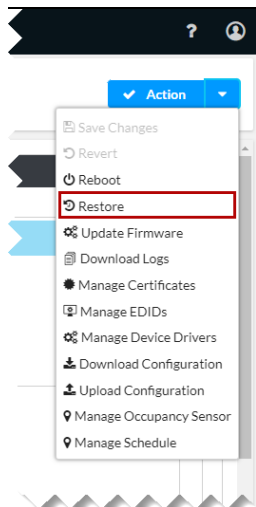 ?
Action
Save Changes
Revert
Reboot
Restore
Update Firmware
Download Logs
Manage Certificates
Manage EDIDs
Manage Device Drivers
Download Configuration
Upload Configuration
Manage Occupancy Sensor
Manage Schedule